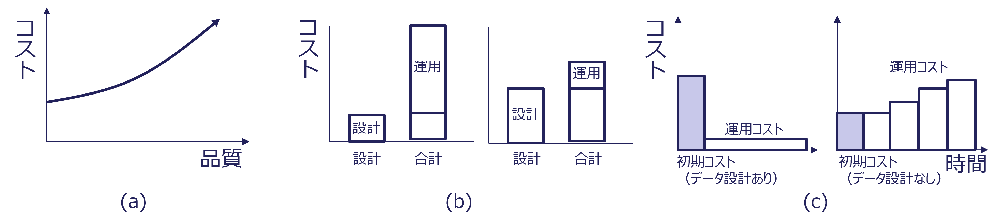 コスト
品質
(a)
コスト
設計
運用
設計
合計
設計
運用
設計
合計
(b)
コスト
運用コスト
初期コスト
(データ設計あり)
運用コスト
初期コスト
(データ設計なし)
時間
(c)